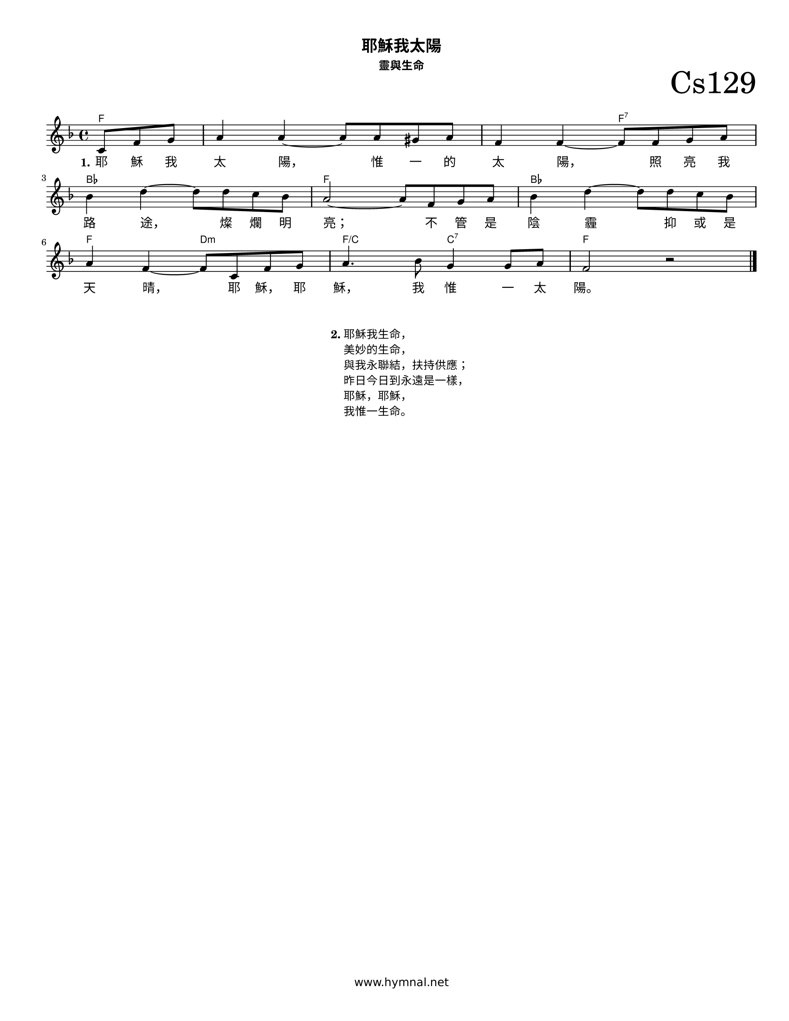 耶穌我太陽
靈與生命
Cs129
F F7
1. 耶 穌 我 太 陽， 惟 一 的 太 陽， 照 亮 我
3 B♭ F B♭
路 途， 燦 爛 明 亮； 不 管 是 陰 霾 抑 或 是
6 F Dm F/C C7 F
天 晴， 耶 穌， 耶 穌， 我 惟 一 太 陽。
2. 耶穌我生命，
美妙的生命，
與我永聯結，扶持供應；
昨日今日到永遠是一樣，
耶穌，耶穌，
我惟一生命。
www.hymnal.net